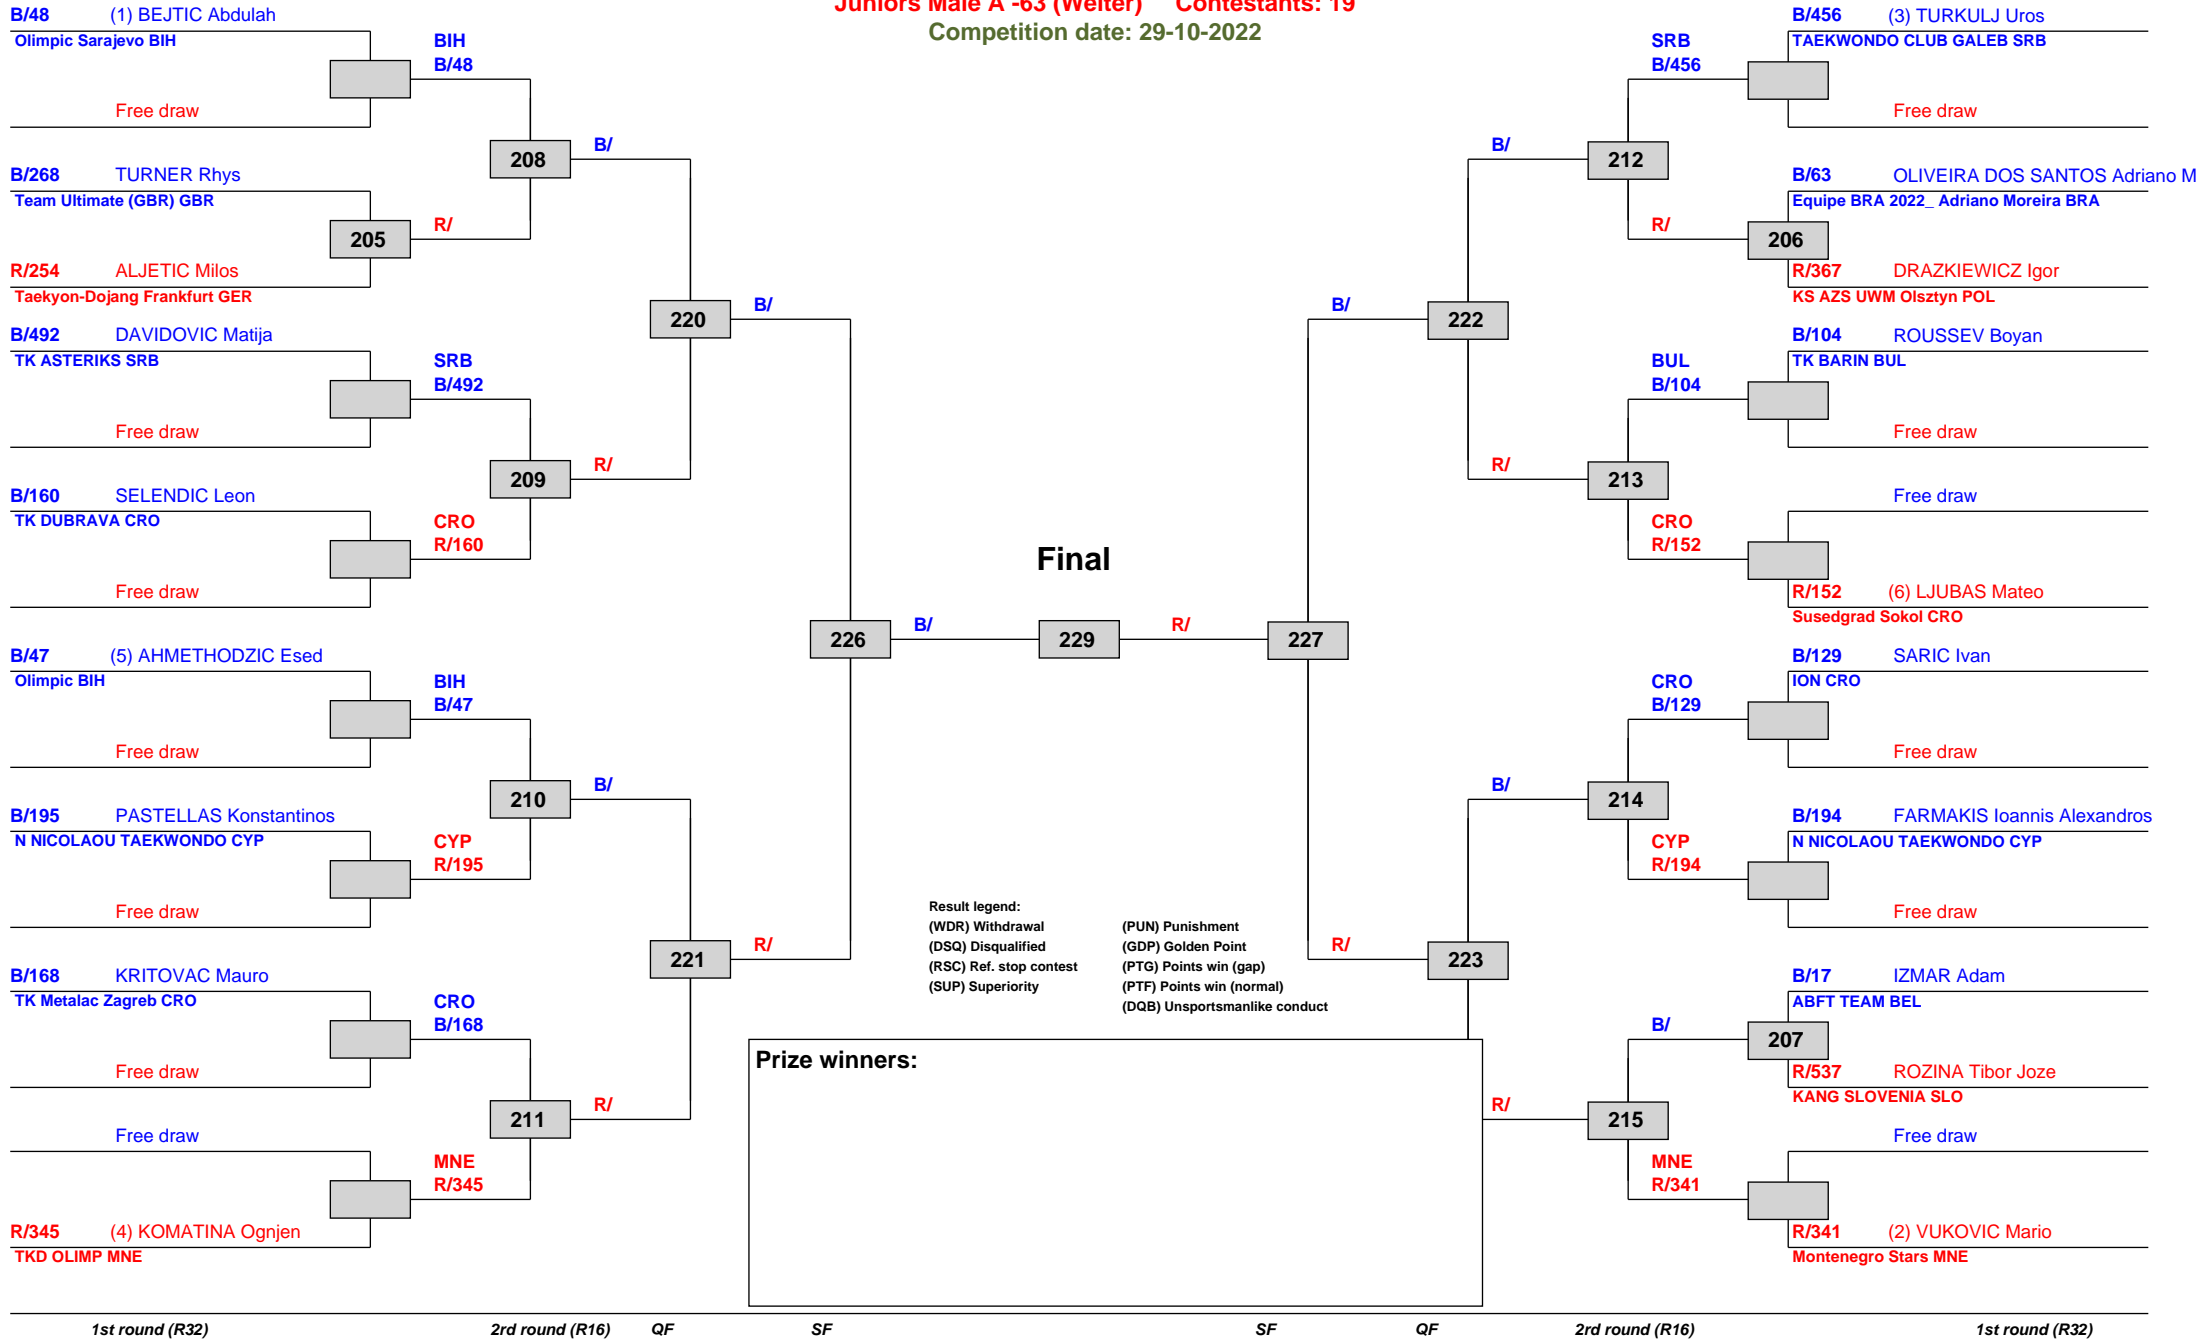 Juniors Male A -63 (Welter) Contestants: 19
Competition date: 29-10-2022
B/48 (1) BEJTIC Abdulah
Olimpic Sarajevo BIH
BIH
B/48
Free draw
208
B/
B/268 TURNER Rhys
Team Ultimate (GBR) GBR
205
R/
R/254 ALJETIC Milos
Taekyon-Dojang Frankfurt GER
220
B/
B/492 DAVIDOVIC Matija
TK ASTERIKS SRB
SRB
B/492
Free draw
209
R/
B/160 SELENDIC Leon
TK DUBRAVA CRO
CRO
R/160
Free draw
226
B/
B/47 (5) AHMETHODZIC Esed
Olimpic BIH
BIH
B/47
Free draw
210
B/
B/195 PASTELLAS Konstantinos
N NICOLAOU TAEKWONDO CYP
CYP
R/195
Free draw
221
R/
B/168 KRITOVAC Mauro
TK Metalac Zagreb CRO
CRO
B/168
Free draw
211
R/
Free draw
MNE
R/345
R/345 (4) KOMATINA Ognjen
TKD OLIMP MNE
Final
229
R/
227
B/456 (3) TURKULJ Uros
TAEKWONDO CLUB GALEB SRB
SRB
B/456
Free draw
B/
212
B/63 OLIVEIRA DOS SANTOS Adriano M
Equipe BRA 2022_ Adriano Moreira BRA
R/
206
R/367 DRAZKIEWICZ Igor
KS AZS UWM Olsztyn POL
B/
222
B/104 ROUSSEV Boyan
TK BARIN BUL
BUL
B/104
Free draw
R/
213
Free draw
CRO
R/152
R/152 (6) LJUBAS Mateo
Susedgrad Sokol CRO
B/129 SARIC Ivan
ION CRO
CRO
B/129
Free draw
B/
214
B/194 FARMAKIS Ioannis Alexandros
N NICOLAOU TAEKWONDO CYP
CYP
R/194
Free draw
R/
223
B/17 IZMAR Adam
ABFT TEAM BEL
B/
207
R/537 ROZINA Tibor Joze
KANG SLOVENIA SLO
R/
215
Free draw
MNE
R/341
R/341 (2) VUKOVIC Mario
Montenegro Stars MNE
Result legend:
(WDR) Withdrawal (PUN) Punishment
(DSQ) Disqualified (GDP) Golden Point
(RSC) Ref. stop contest (PTG) Points win (gap)
(SUP) Superiority (PTF) Points win (normal)
(DQB) Unsportsmanlike conduct
Prize winners:
1st round (R32) 2rd round (R16) QF SF SF QF 2rd round (R16) 1st round (R32)